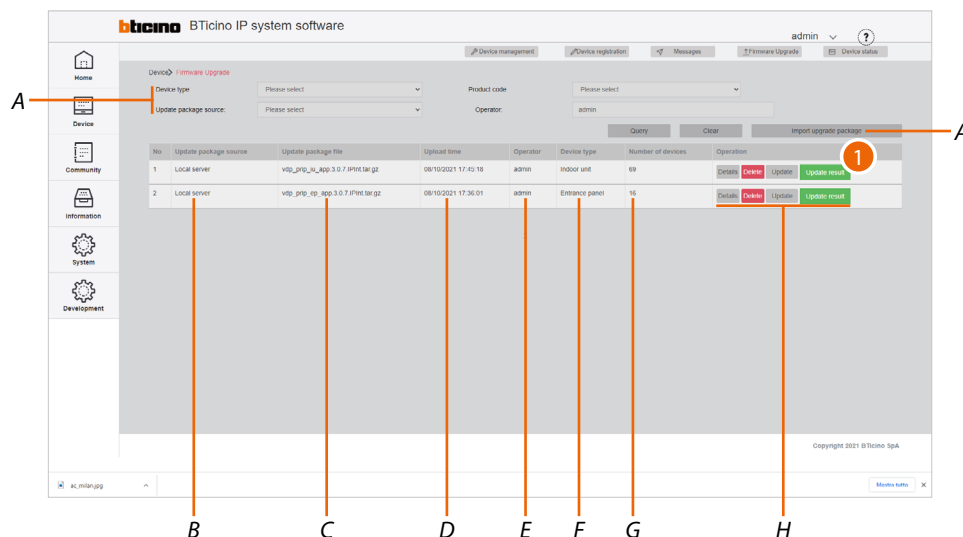 bticino BTicino IP system software
admin ?
Device management Device registration Messages Firmware Upgrade Device status
Home
Device
Community
Information
System
Development
Device> Firmware Upgrade
A
Device type Please select Product code Please select
Update package source: Please select Operator: admin
Query Clear Import upgrade package
A
1
No Update package source Update package file Upload time Operator Device type Number of devices Operation
1 Local server vdp_prip_iu_app.3.0.7.IPInt.tar.gz 08/10/2021 17:45:18 admin Indoor unit 69 Details Delete Update Update result
2 Local server vdp_prip_ep_app.3.0.7.IPInt.tar.gz 08/10/2021 17:36:01 admin Entrance panel 16 Details Delete Update Update result
Copyright 2021 BTicino SpA
ac_milan.jpg Mostra tutto X
B C D E F G H